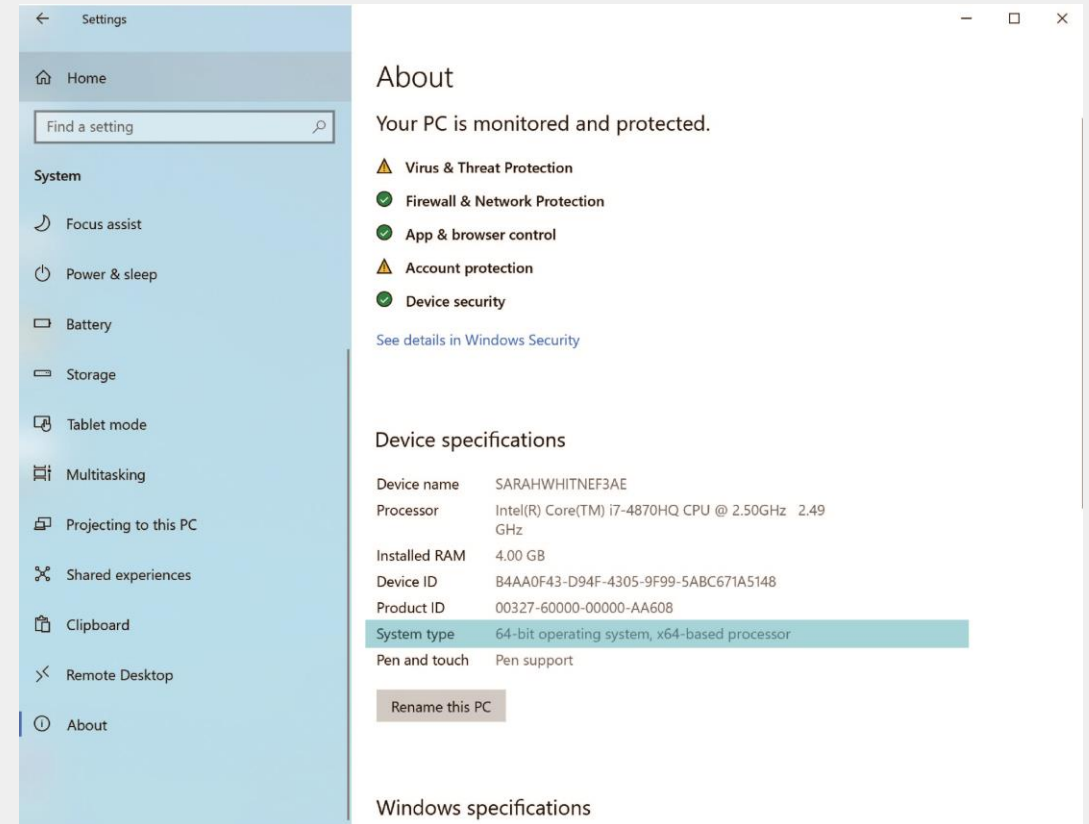 Settings
Home
Find a setting
System
Focus assist
Power & sleep
Battery
Storage
Tablet mode
Multitasking
Projecting to this PC
Shared experiences
Clipboard
Remote Desktop
About
About
Your PC is monitored and protected.
Virus & Threat Protection
Firewall & Network Protection
App & browser control
Account protection
Device security
See details in Windows Security
Device specifications
Device name SARAHWHITNEF3AE
Processor Intel(R) Core(TM) i7-4870HQ CPU @ 2.50GHz 2.49
GHz
Installed RAM 4.00 GB
Device ID B4AA0F43-D94F-4305-9F99-5ABC671A5148
Product ID 00327-60000-00000-AA608
System type 64-bit operating system, x64-based processor
Pen and touch Pen support
Rename this PC
Windows specifications